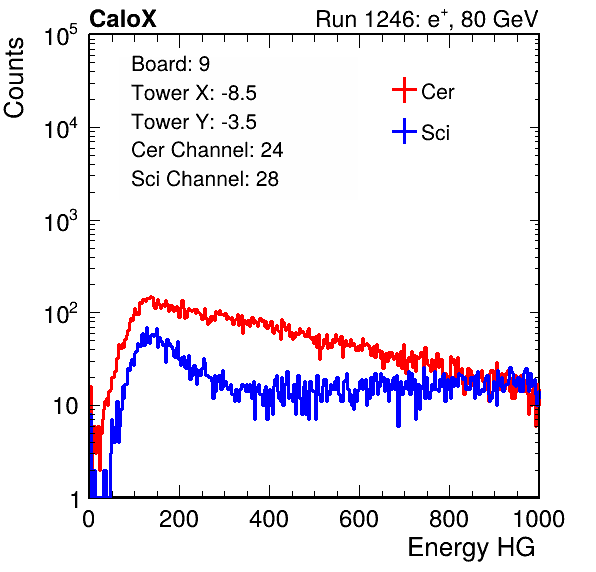 CaloX Run 1246: e⁺, 80 GeV
Counts
10⁵
10⁴
10³
10²
10
1
Board: 9
Tower X: -8.5
Tower Y: -3.5
Cer Channel: 24
Sci Channel: 28
Cer
Sci
0 200 400 600 800 1000
Energy HG